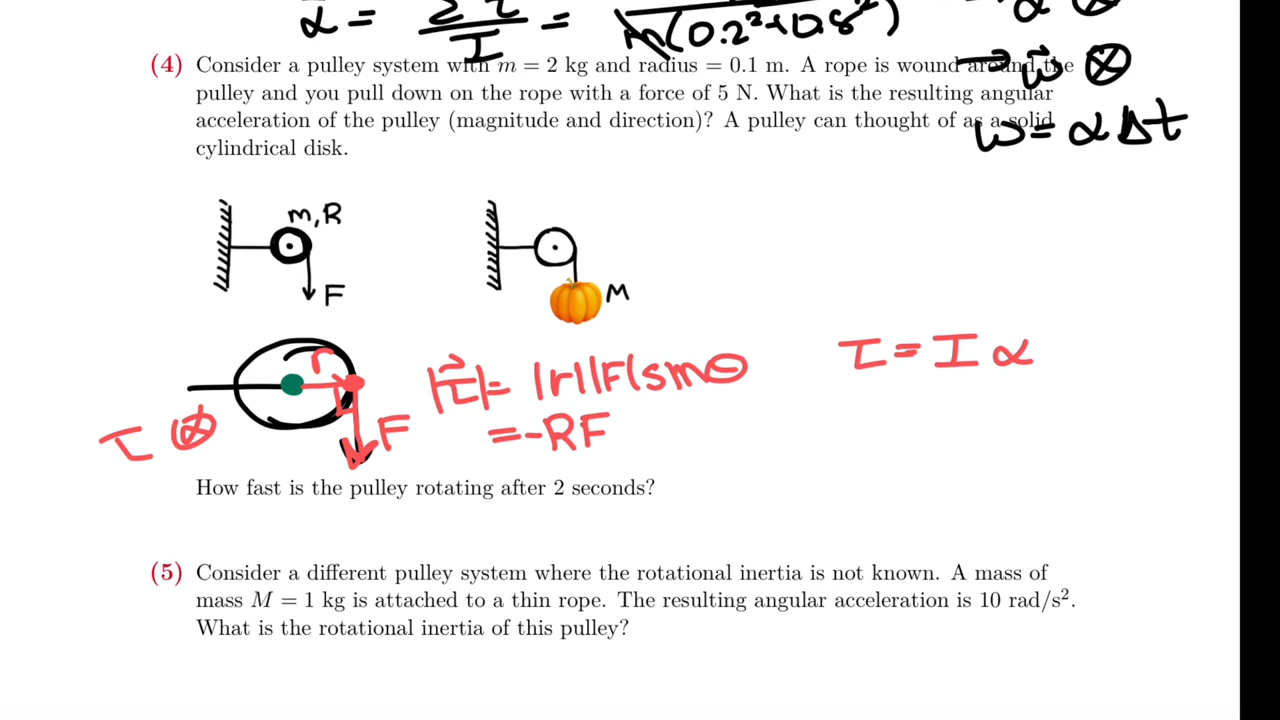 α = Σ τ / I = / m(0.2²+0.8²) → α ⊗
(4) Consider a pulley system with m = 2 kg and radius = 0.1 m. A rope is wound around the
→ ω⃗ ⊗
pulley and you pull down on the rope with a force of 5 N. What is the resulting angular
acceleration of the pulley (magnitude and direction)? A pulley can thought of as a solid
ω = α Δt
cylindrical disk.
m,R
F
M
τ = I α
r
|τ⃗| = |r||F|sinθ
τ ⊗
F
= -RF
How fast is the pulley rotating after 2 seconds?
(5) Consider a different pulley system where the rotational inertia is not known. A mass of
mass M = 1 kg is attached to a thin rope. The resulting angular acceleration is 10 rad/s².
What is the rotational inertia of this pulley?